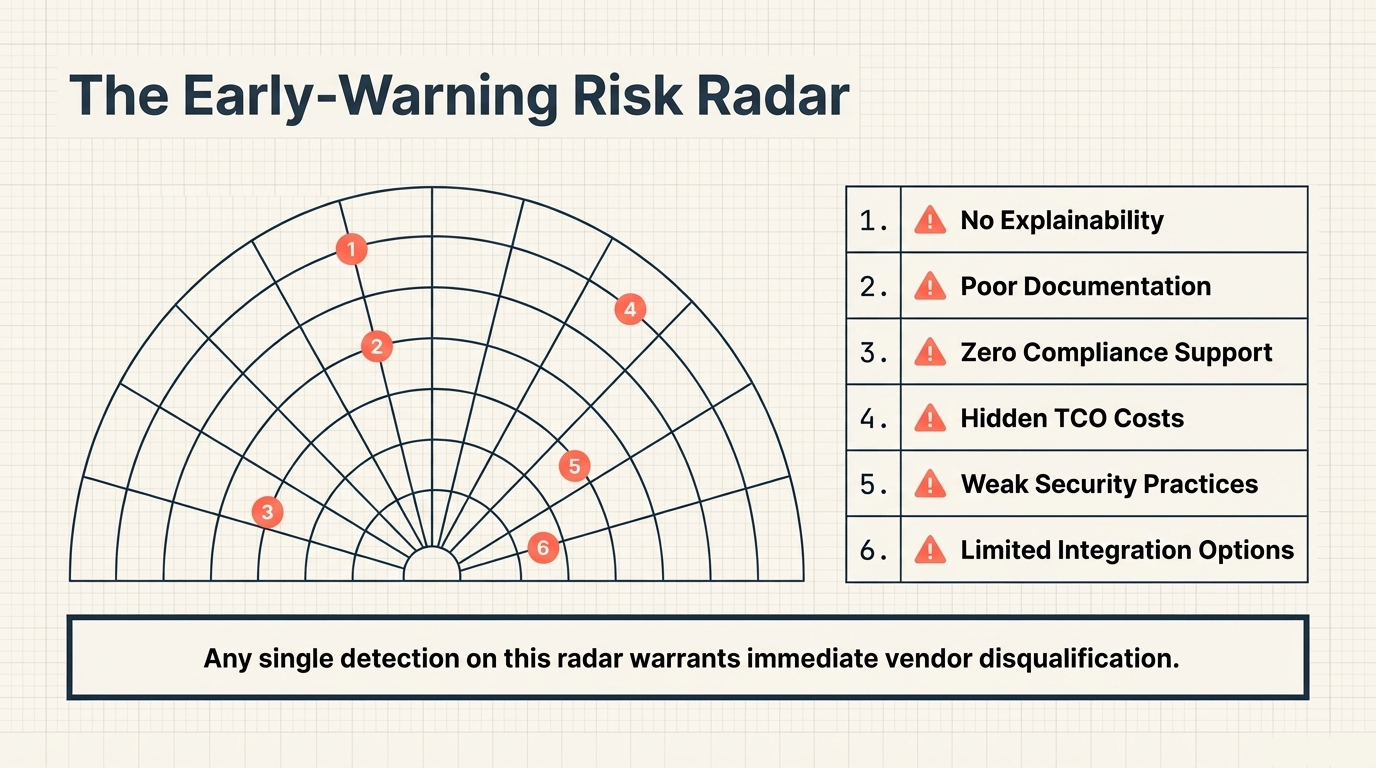 The Early-Warning Risk Radar
1
2
3
4
5
6
1. No Explainability
2. Poor Documentation
3. Zero Compliance Support
4. Hidden TCO Costs
5. Weak Security Practices
6. Limited Integration Options
Any single detection on this radar warrants immediate vendor disqualification.